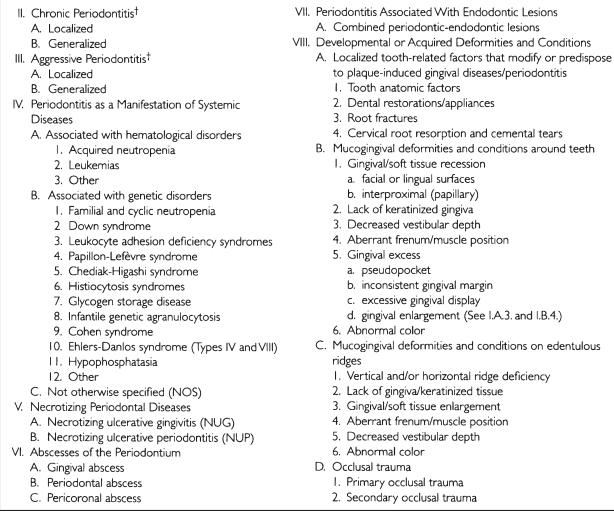 II. Chronic Periodontitis†
A. Localized
B. Generalized
III. Aggressive Periodontitis†
A. Localized
B. Generalized
IV. Periodontitis as a Manifestation of Systemic
Diseases
A. Associated with hematological disorders
1. Acquired neutropenia
2. Leukemias
3. Other
B. Associated with genetic disorders
1. Familial and cyclic neutropenia
2 Down syndrome
3. Leukocyte adhesion deficiency syndromes
4. Papillon-Lefèvre syndrome
5. Chediak-Higashi syndrome
6. Histiocytosis syndromes
7. Glycogen storage disease
8. Infantile genetic agranulocytosis
9. Cohen syndrome
10. Ehlers-Danlos syndrome (Types IV and VIII)
11. Hypophosphatasia
12. Other
C. Not otherwise specified (NOS)
V. Necrotizing Periodontal Diseases
A. Necrotizing ulcerative gingivitis (NUG)
B. Necrotizing ulcerative periodontitis (NUP)
VI. Abscesses of the Periodontium
A. Gingival abscess
B. Periodontal abscess
C. Pericoronal abscess
VII. Periodontitis Associated With Endodontic Lesions
A. Combined periodontic-endodontic lesions
VIII. Developmental or Acquired Deformities and Conditions
A. Localized tooth-related factors that modify or predispose
to plaque-induced gingival diseases/periodontitis
1. Tooth anatomic factors
2. Dental restorations/appliances
3. Root fractures
4. Cervical root resorption and cemental tears
B. Mucogingival deformities and conditions around teeth
1. Gingival/soft tissue recession
a. facial or lingual surfaces
b. interproximal (papillary)
2. Lack of keratinized gingiva
3. Decreased vestibular depth
4. Aberrant frenum/muscle position
5. Gingival excess
a. pseudopocket
b. inconsistent gingival margin
c. excessive gingival display
d. gingival enlargement (See I.A.3. and I.B.4.)
6. Abnormal color
C. Mucogingival deformities and conditions on edentulous
ridges
1. Vertical and/or horizontal ridge deficiency
2. Lack of gingiva/keratinized tissue
3. Gingival/soft tissue enlargement
4. Aberrant frenum/muscle position
5. Decreased vestibular depth
6. Abnormal color
D. Occlusal trauma
1. Primary occlusal trauma
2. Secondary occlusal trauma